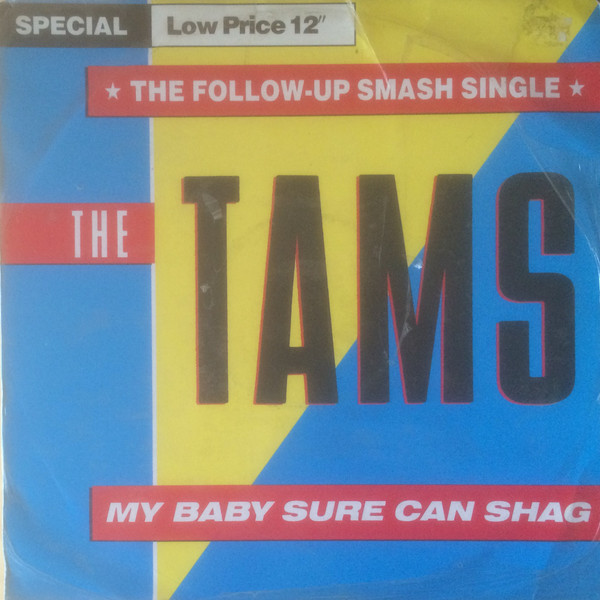 SPECIAL Low Price 12"
★ THE FOLLOW-UP SMASH SINGLE ★
THE TAMS
MY BABY SURE CAN SHAG